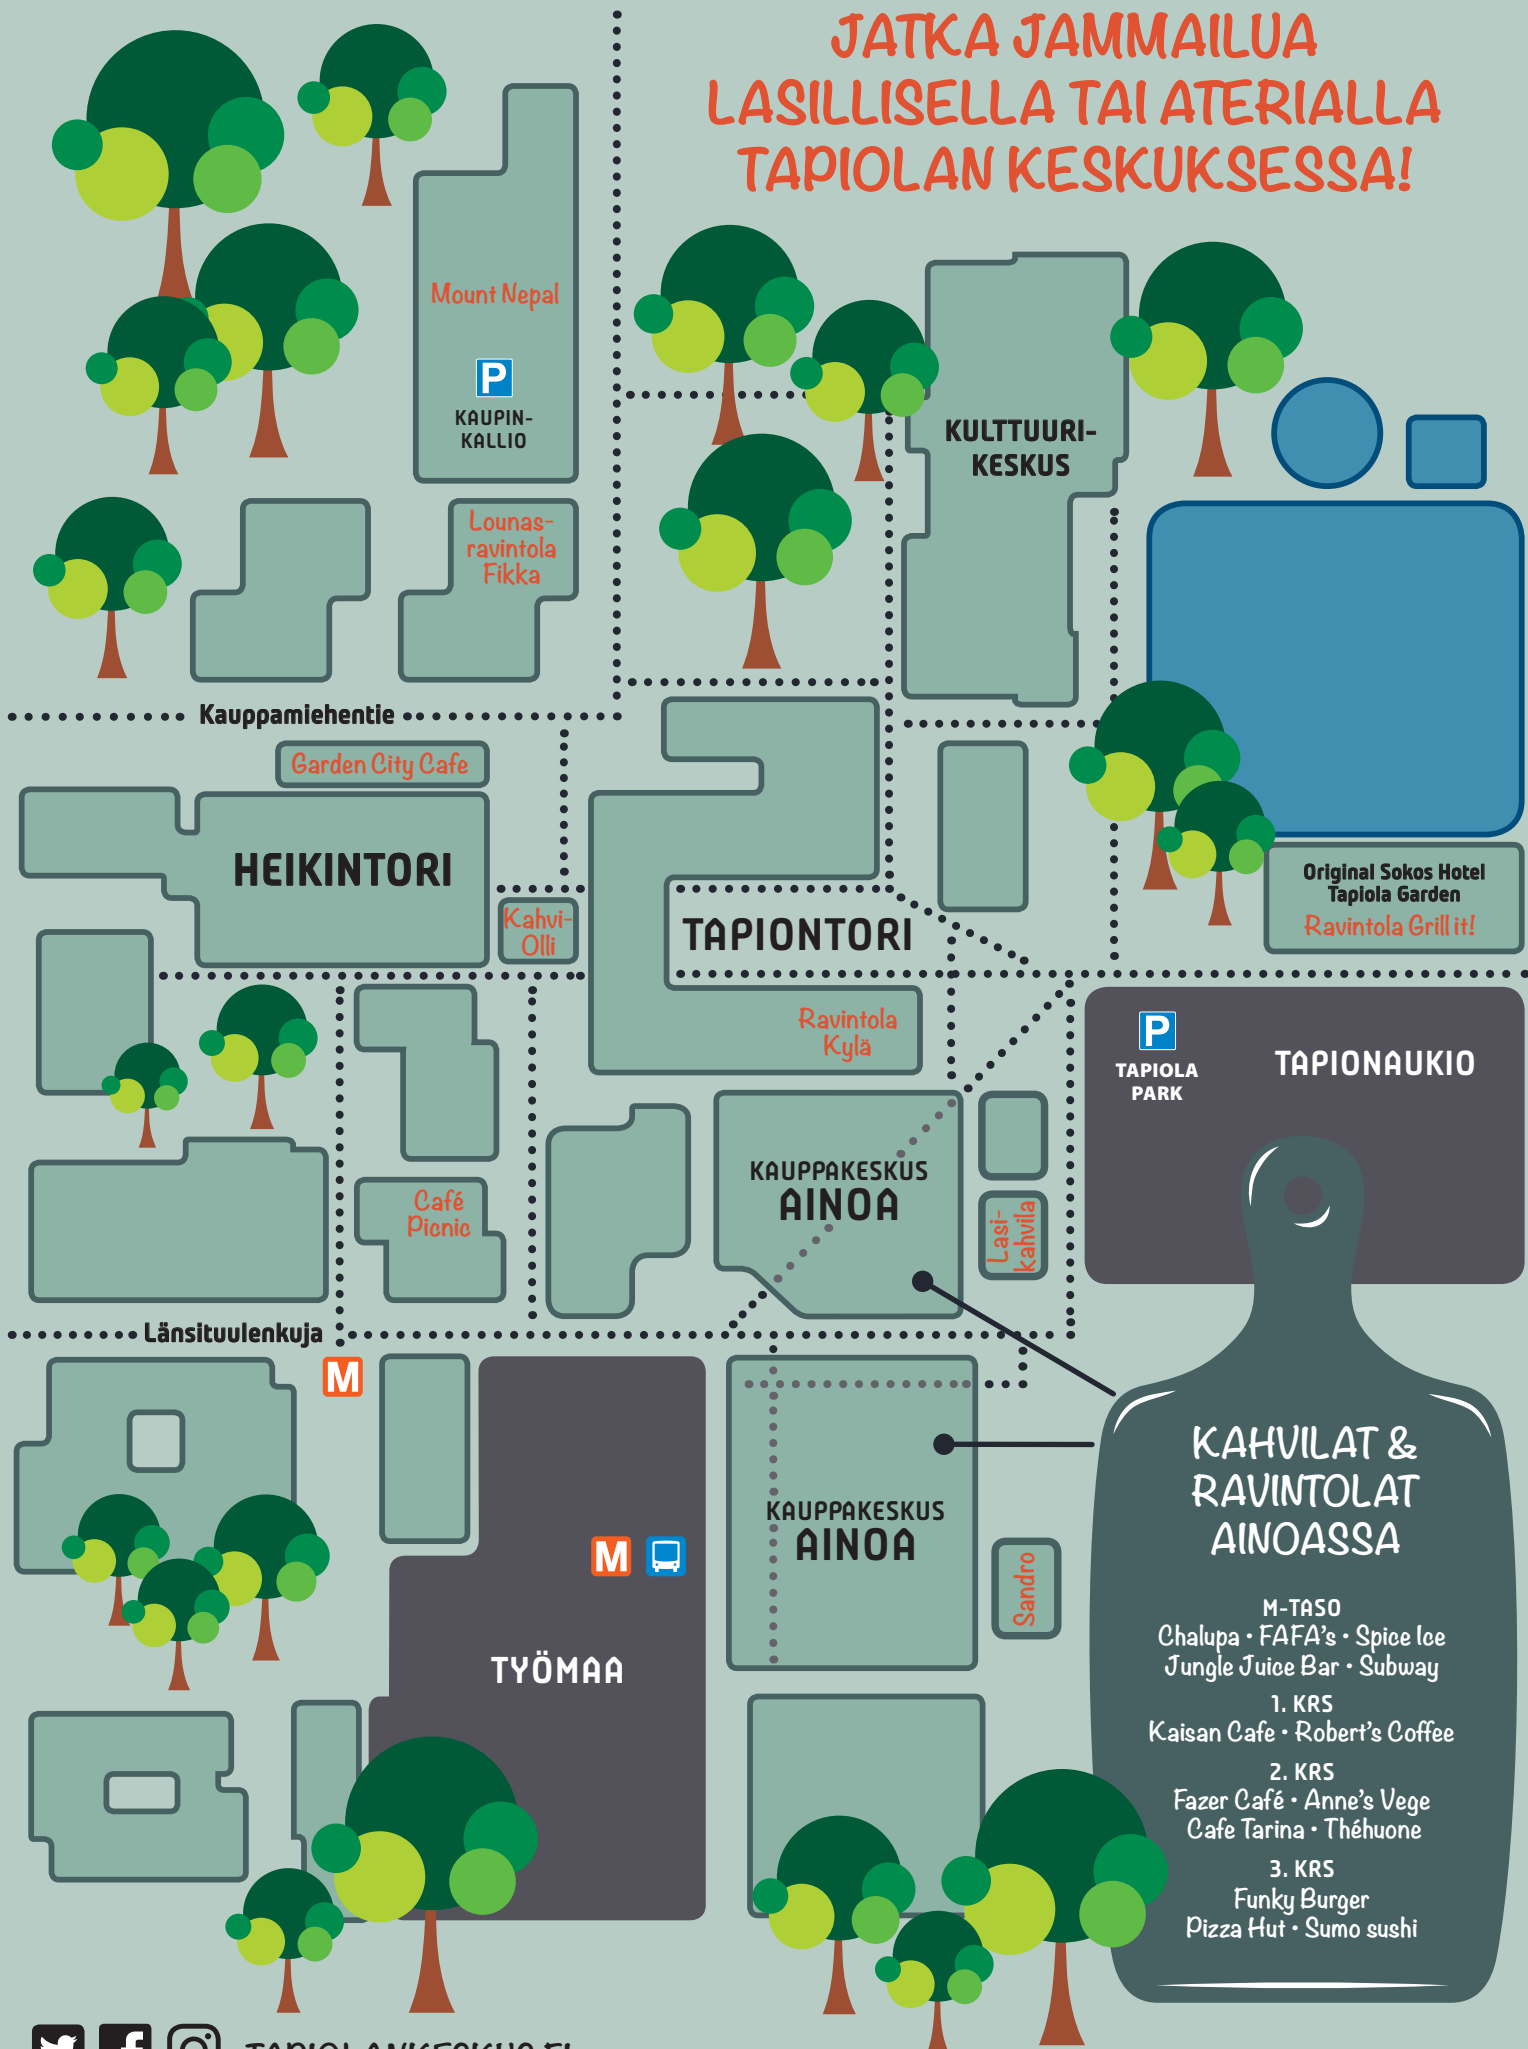 JATKA JAMMAILUA
LASILLISELLA TAI ATERIALLA
TAPIOLAN KESKUKSESSA!
Mount Nepal
P
KAUPIN-
KALLIO
KULTTUURI-
KESKUS
Lounas-
ravintola
Fikka
Kauppamiehentie
Garden City Cafe
HEIKINTORI
Kahvi-
Olli
TAPIONTORI
Original Sokos Hotel
Tapiola Garden
Ravintola Grill it!
Ravintola
Kylä
P
TAPIOLA
PARK
TAPIONAUKIO
KAUPPAKESKUS
AINOA
Lasi-
kahvila
Café
Picnic
Länsituulenkuja
M
M
KAUPPAKESKUS
AINOA
Sandro
TYÖMAA
KAHVILAT &
RAVINTOLAT
AINOASSA
M-TASO
Chalupa • FAFA's • Spice Ice
Jungle Juice Bar • Subway
1. KRS
Kaisan Cafe • Robert's Coffee
2. KRS
Fazer Café • Anne's Vege
Cafe Tarina • Théhuone
3. KRS
Funky Burger
Pizza Hut • Sumo sushi
TAPIOLANKESKUS.FI